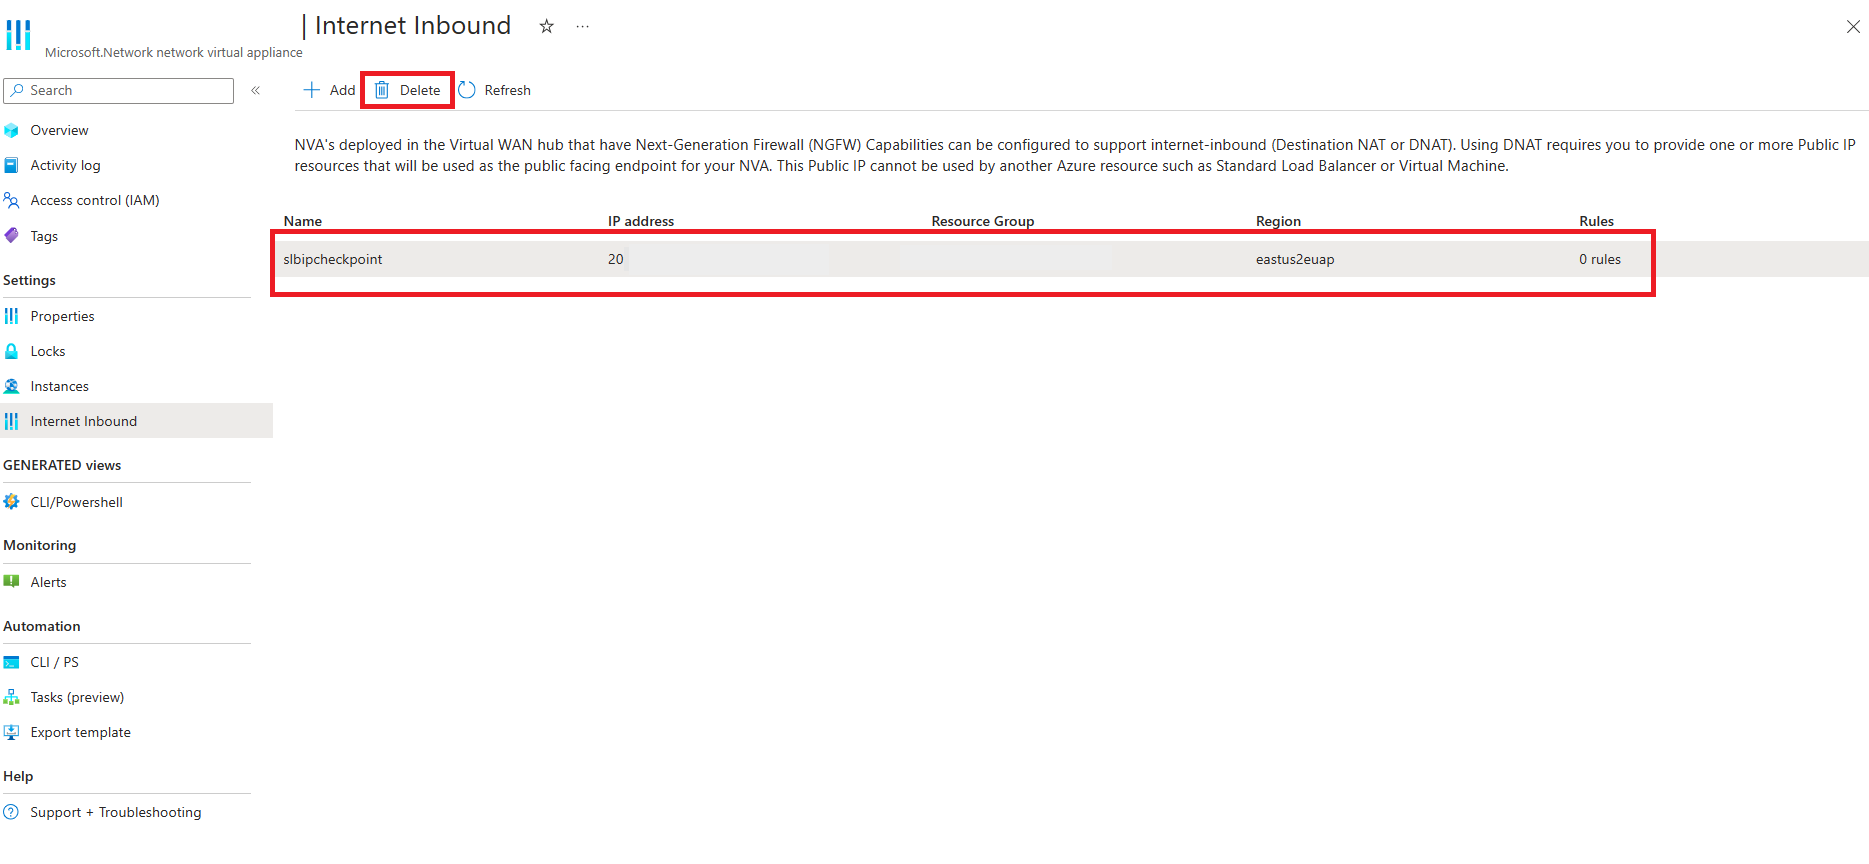 | Internet Inbound
...
Microsoft.Network network virtual appliance
Search
«
Add
Delete
Refresh
Overview
Activity log
Access control (IAM)
Tags
Settings
Properties
Locks
Instances
Internet Inbound
GENERATED views
CLI/Powershell
Monitoring
Alerts
Automation
CLI / PS
Tasks (preview)
Export template
Help
Support + Troubleshooting
NVA's deployed in the Virtual WAN hub that have Next-Generation Firewall (NGFW) Capabilities can be configured to support internet-inbound (Destination NAT or DNAT). Using DNAT requires you to provide one or more Public IP
resources that will be used as the public facing endpoint for your NVA. This Public IP cannot be used by another Azure resource such as Standard Load Balancer or Virtual Machine.
Name IP address Resource Group Region Rules
slbipcheckpoint 20 eastus2euap 0 rules